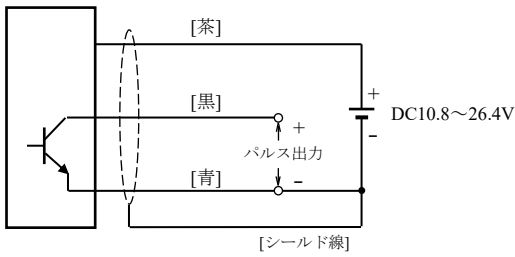 [茶]
+
[黒]
DC10.8～26.4V
+
−
パルス出力
[青]
−
[シールド線]